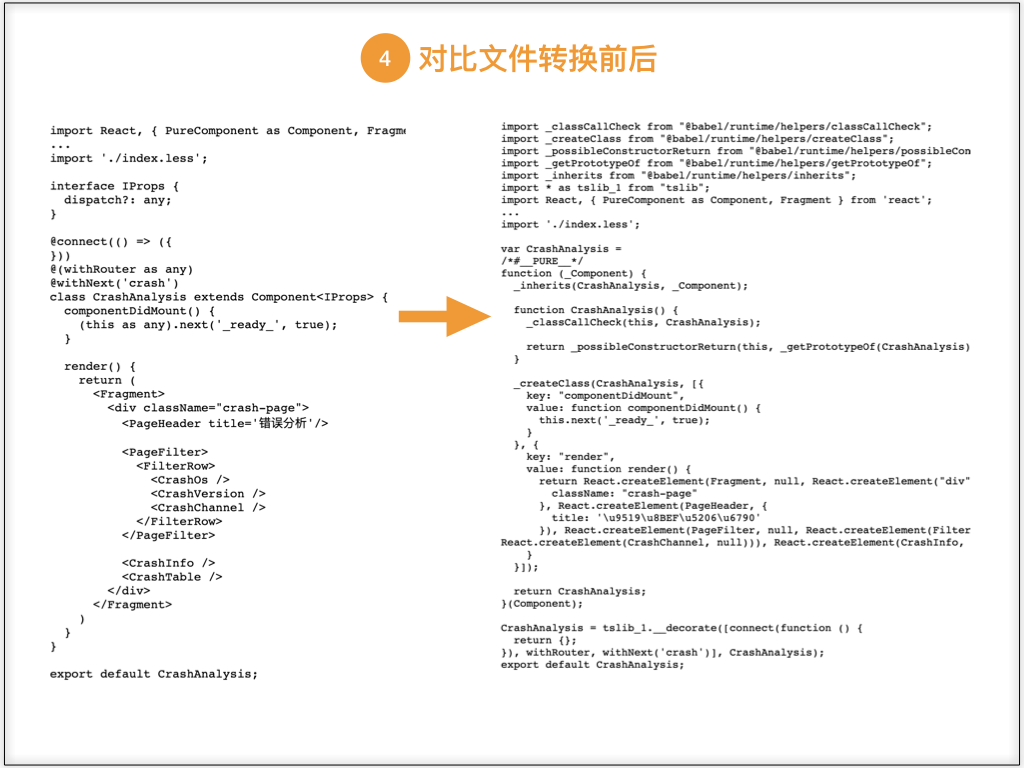 4 对比文件转换前后
import React, { PureComponent as Component, Fragme
...
import './index.less';
interface IProps {
  dispatch?: any;
}
@connect(() => ({
}))
@(withRouter as any)
@withNext('crash')
class CrashAnalysis extends Component<IProps> {
  componentDidMount() {
    (this as any).next('_ready_', true);
  }
  render() {
    return (
      <Fragment>
        <div className="crash-page">
          <PageHeader title='错误分析'/>
          <PageFilter>
            <FilterRow>
              <CrashOs />
              <CrashVersion />
              <CrashChannel />
            </FilterRow>
          </PageFilter>
          <CrashInfo />
          <CrashTable />
        </div>
      </Fragment>
    )
  }
}
export default CrashAnalysis;
import _classCallCheck from "@babel/runtime/helpers/classCallCheck";
import _createClass from "@babel/runtime/helpers/createClass";
import _possibleConstructorReturn from "@babel/runtime/helpers/possibleCon
import _getPrototypeOf from "@babel/runtime/helpers/getPrototypeOf";
import _inherits from "@babel/runtime/helpers/inherits";
import * as tslib_1 from "tslib";
import React, { PureComponent as Component, Fragment } from 'react';
...
import './index.less';
var CrashAnalysis =
/*#__PURE__*/
function (_Component) {
  _inherits(CrashAnalysis, _Component);
  function CrashAnalysis() {
    _classCallCheck(this, CrashAnalysis);
    return _possibleConstructorReturn(this, _getPrototypeOf(CrashAnalysis)
  }
  _createClass(CrashAnalysis, [{
    key: "componentDidMount",
    value: function componentDidMount() {
      this.next('_ready_', true);
    }
  }, {
    key: "render",
    value: function render() {
      return React.createElement(Fragment, null, React.createElement("div"
        className: "crash-page"
      }, React.createElement(PageHeader, {
        title: '\u9519\u8BEF\u5206\u6790'
      }), React.createElement(PageFilter, null, React.createElement(Filter
React.createElement(CrashChannel, null))), React.createElement(CrashInfo,
    }
  }]);
  return CrashAnalysis;
}(Component);
CrashAnalysis = tslib_1.__decorate([connect(function () {
  return {};
}), withRouter, withNext('crash')], CrashAnalysis);
export default CrashAnalysis;